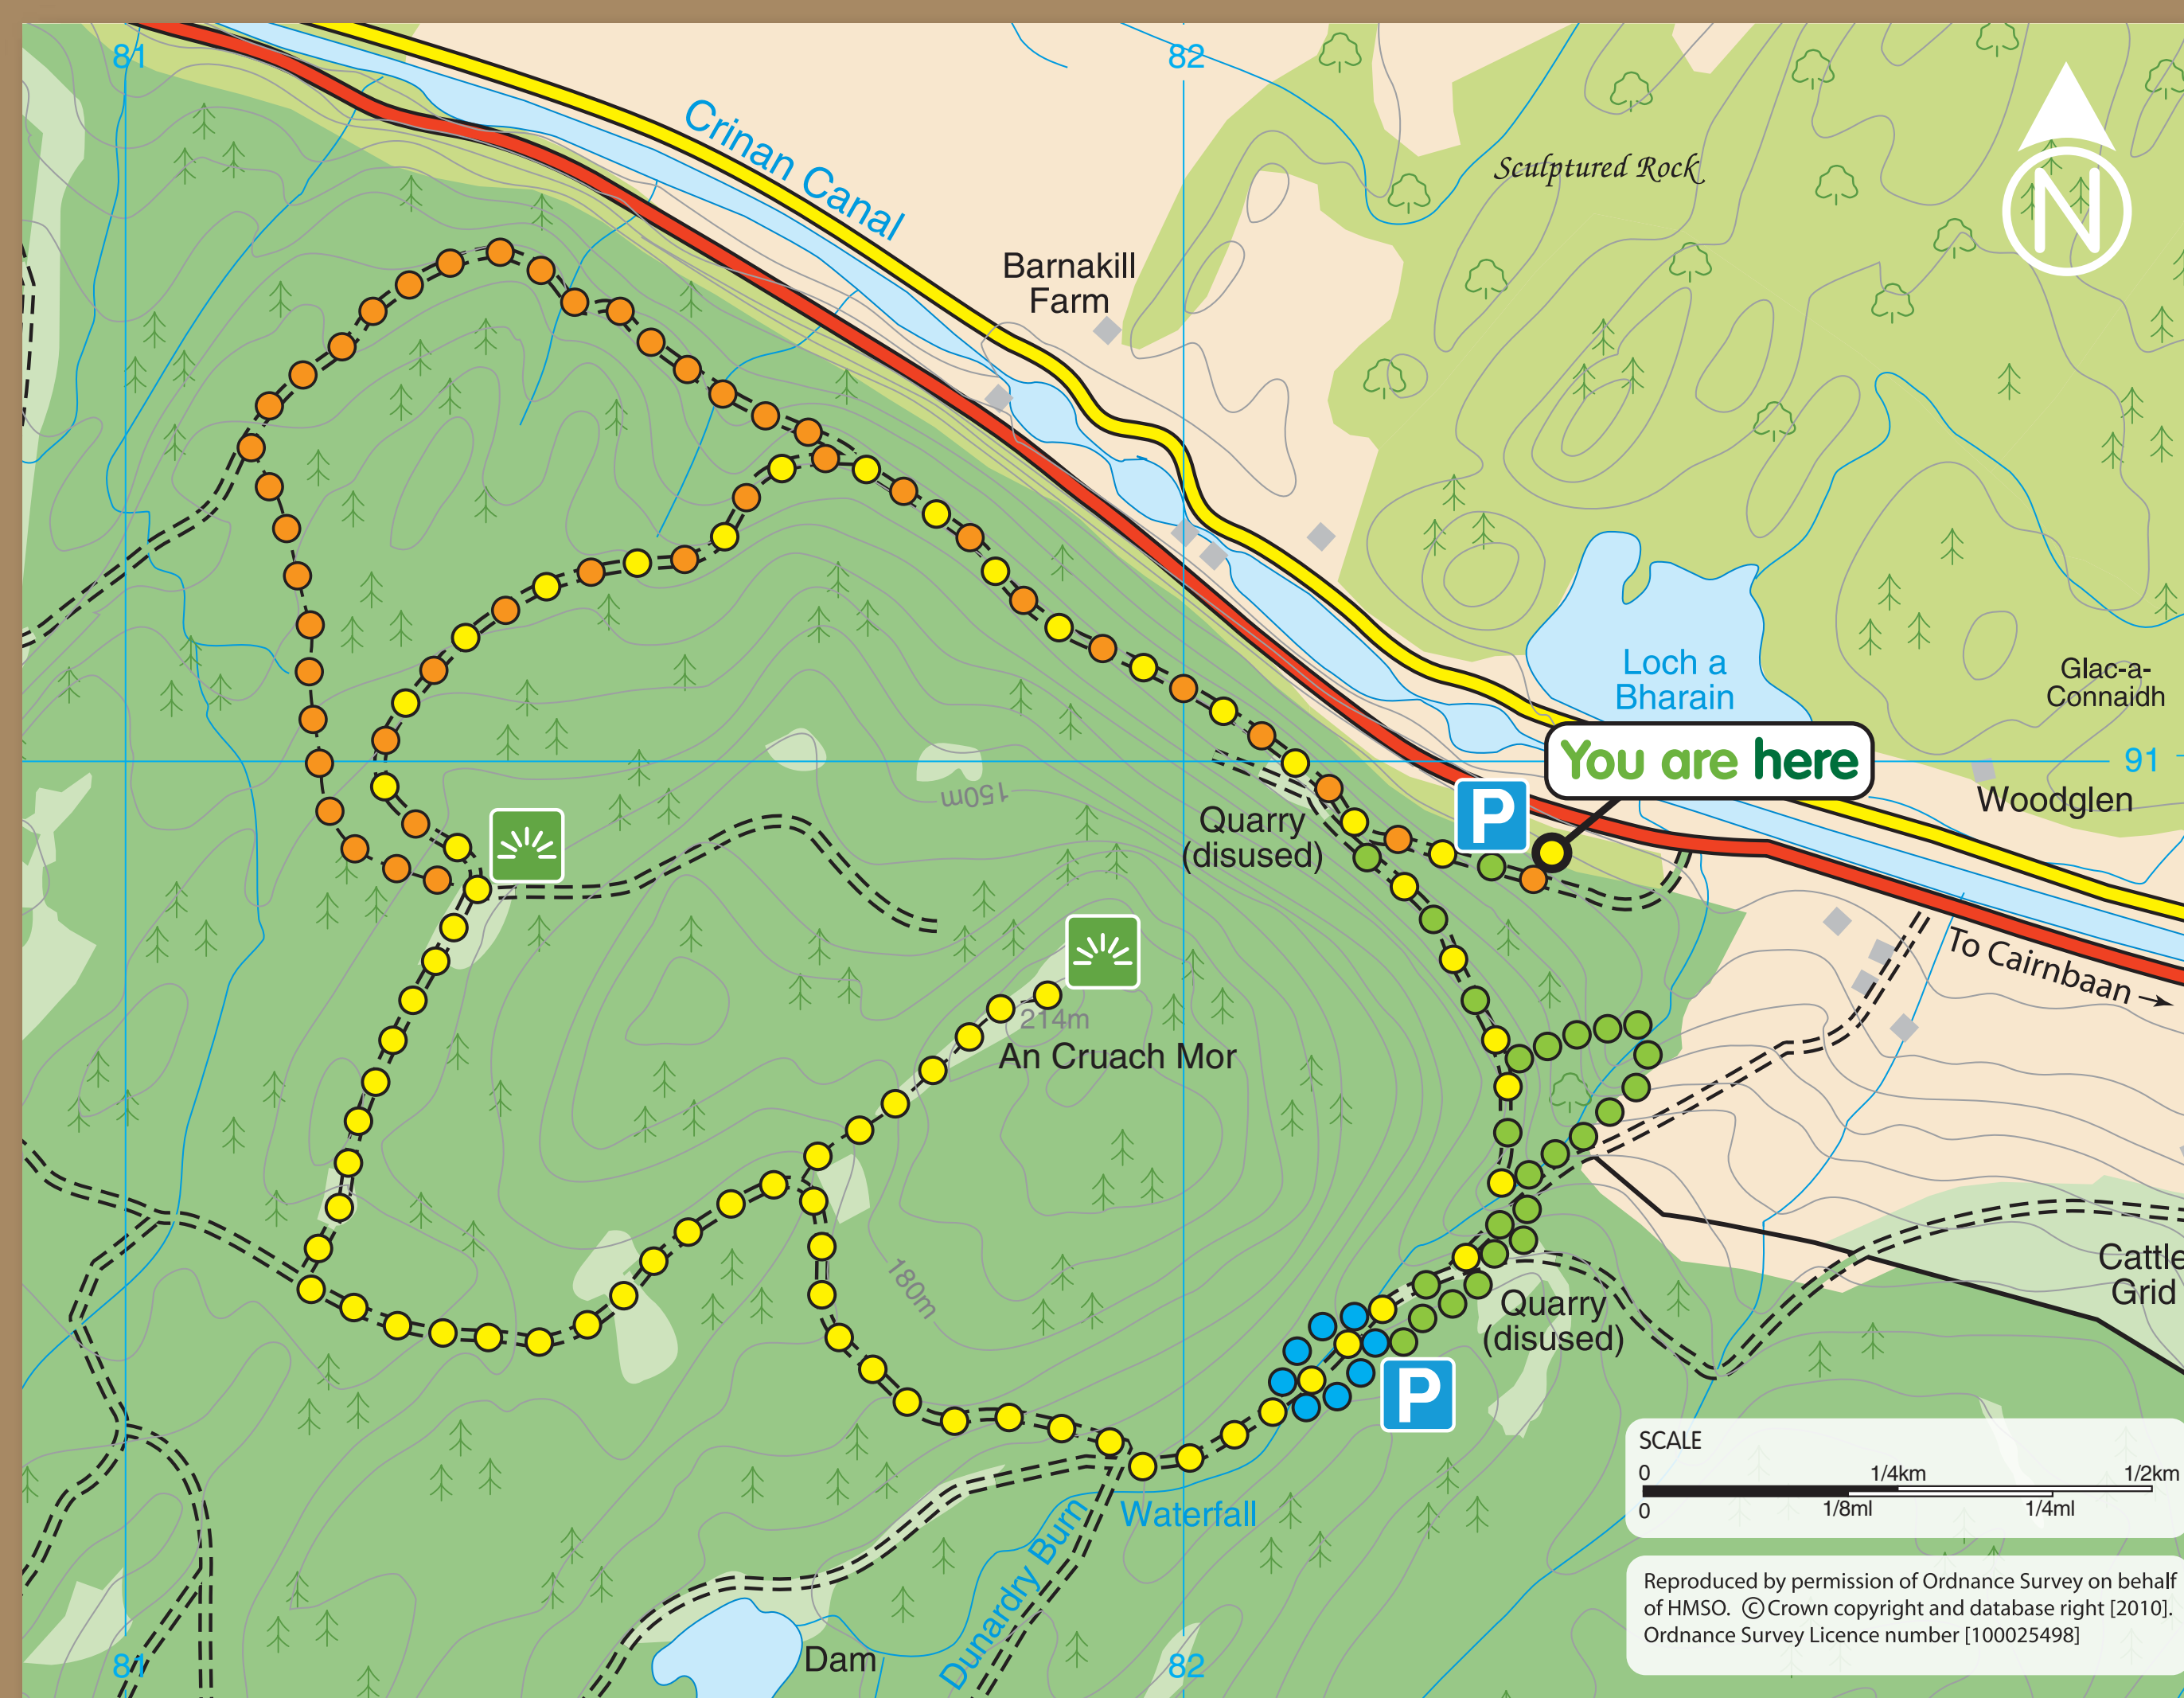 81
82
Crinan Canal
Sculptured Rock
N
Barnakill
Farm
Loch a
Bharain
Glac-a-
Connaidh
You are here
91
Woodglen
P
150m
Quarry
(disused)
To Cairnbaan
214m
An Cruach Mor
180m
Cattle
Grid
Quarry
(disused)
P
Waterfall
Dunardry Burn
Dam
81
82
SCALE
0 1/4km 1/2km
0 1/8ml 1/4ml
Reproduced by permission of Ordnance Survey on behalf
of HMSO. © Crown copyright and database right [2010].
Ordnance Survey Licence number [100025498]